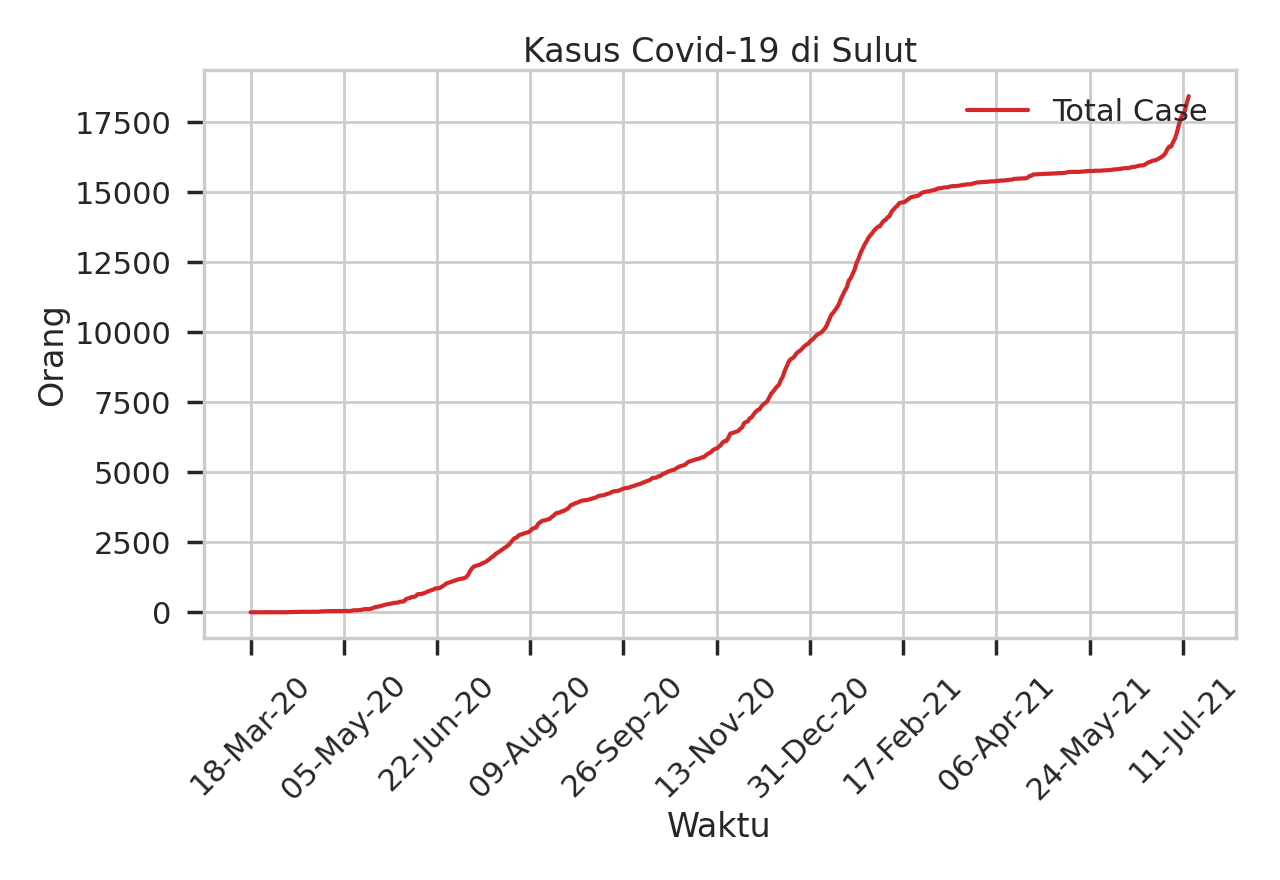 Kasus Covid-19 di Sulut
Total Case
Orang
17500
15000
12500
10000
7500
5000
2500
0
18-Mar-20
05-May-20
22-Jun-20
09-Aug-20
26-Sep-20
13-Nov-20
31-Dec-20
17-Feb-21
06-Apr-21
24-May-21
11-Jul-21
Waktu